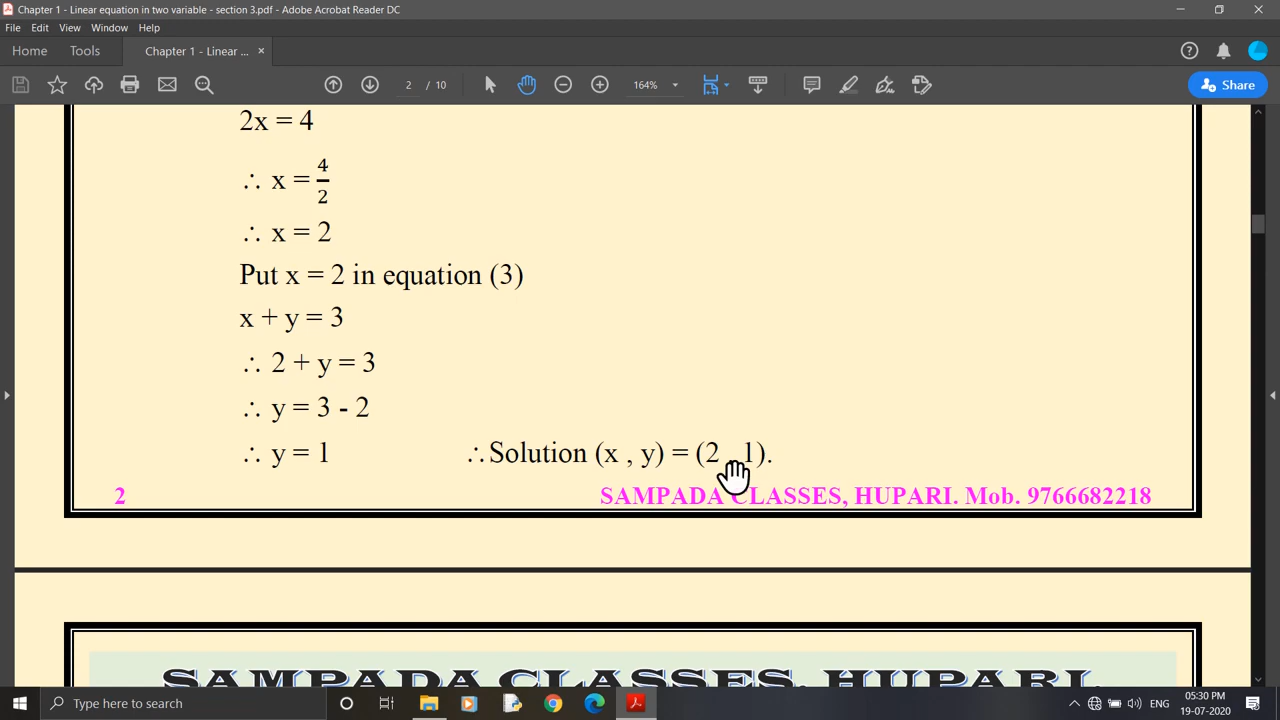 Chapter 1 - Linear equation in two variable - section 3.pdf - Adobe Acrobat Reader DC
File Edit View Window Help
Home Tools Chapter 1 - Linear ... ×
2 / 10 164% Share
2x = 4
∴ x = 4/2
∴ x = 2
Put x = 2 in equation (3)
x + y = 3
∴ 2 + y = 3
∴ y = 3 - 2
∴ y = 1 ∴Solution (x , y) = (2 , 1).
2 SAMPADA CLASSES, HUPARI. Mob. 9766682218
SAMPADA CLASSES, HUPARI.
Type here to search
ENG 05:30 PM
19-07-2020